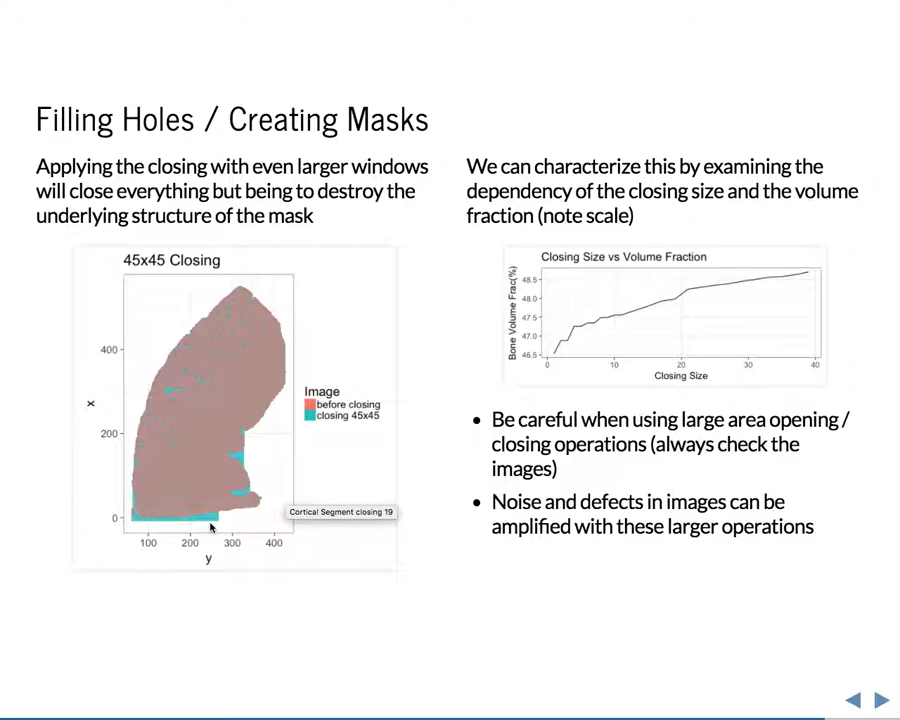 Filling Holes / Creating Masks
Applying the closing with even larger windows
will close everything but being to destroy the
underlying structure of the mask
45x45 Closing
400
200
0
x
100 200 300 400
y
Image
before closing
closing 45x45
Cortical Segment closing 19
We can characterize this by examining the
dependency of the closing size and the volume
fraction (note scale)
Closing Size vs Volume Fraction
Bone Volume Frac(%)
48.5
48.0
47.5
47.0
46.5
0 10 20 30 40
Closing Size
• Be careful when using large area opening /
closing operations (always check the
images)
• Noise and defects in images can be
amplified with these larger operations